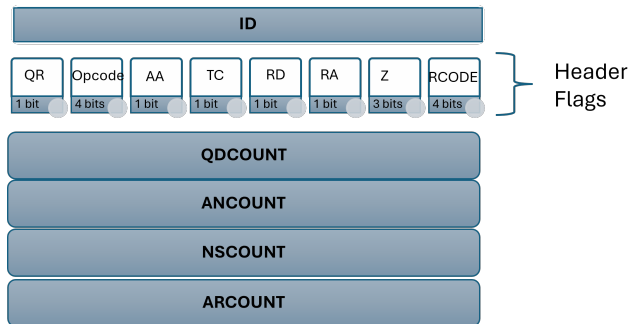 ID
QR Opcode AA TC RD RA Z RCODE
1 bit 4 bits 1 bit 1 bit 1 bit 1 bit 3 bits 4 bits
Header
Flags
QDCOUNT
ANCOUNT
NSCOUNT
ARCOUNT